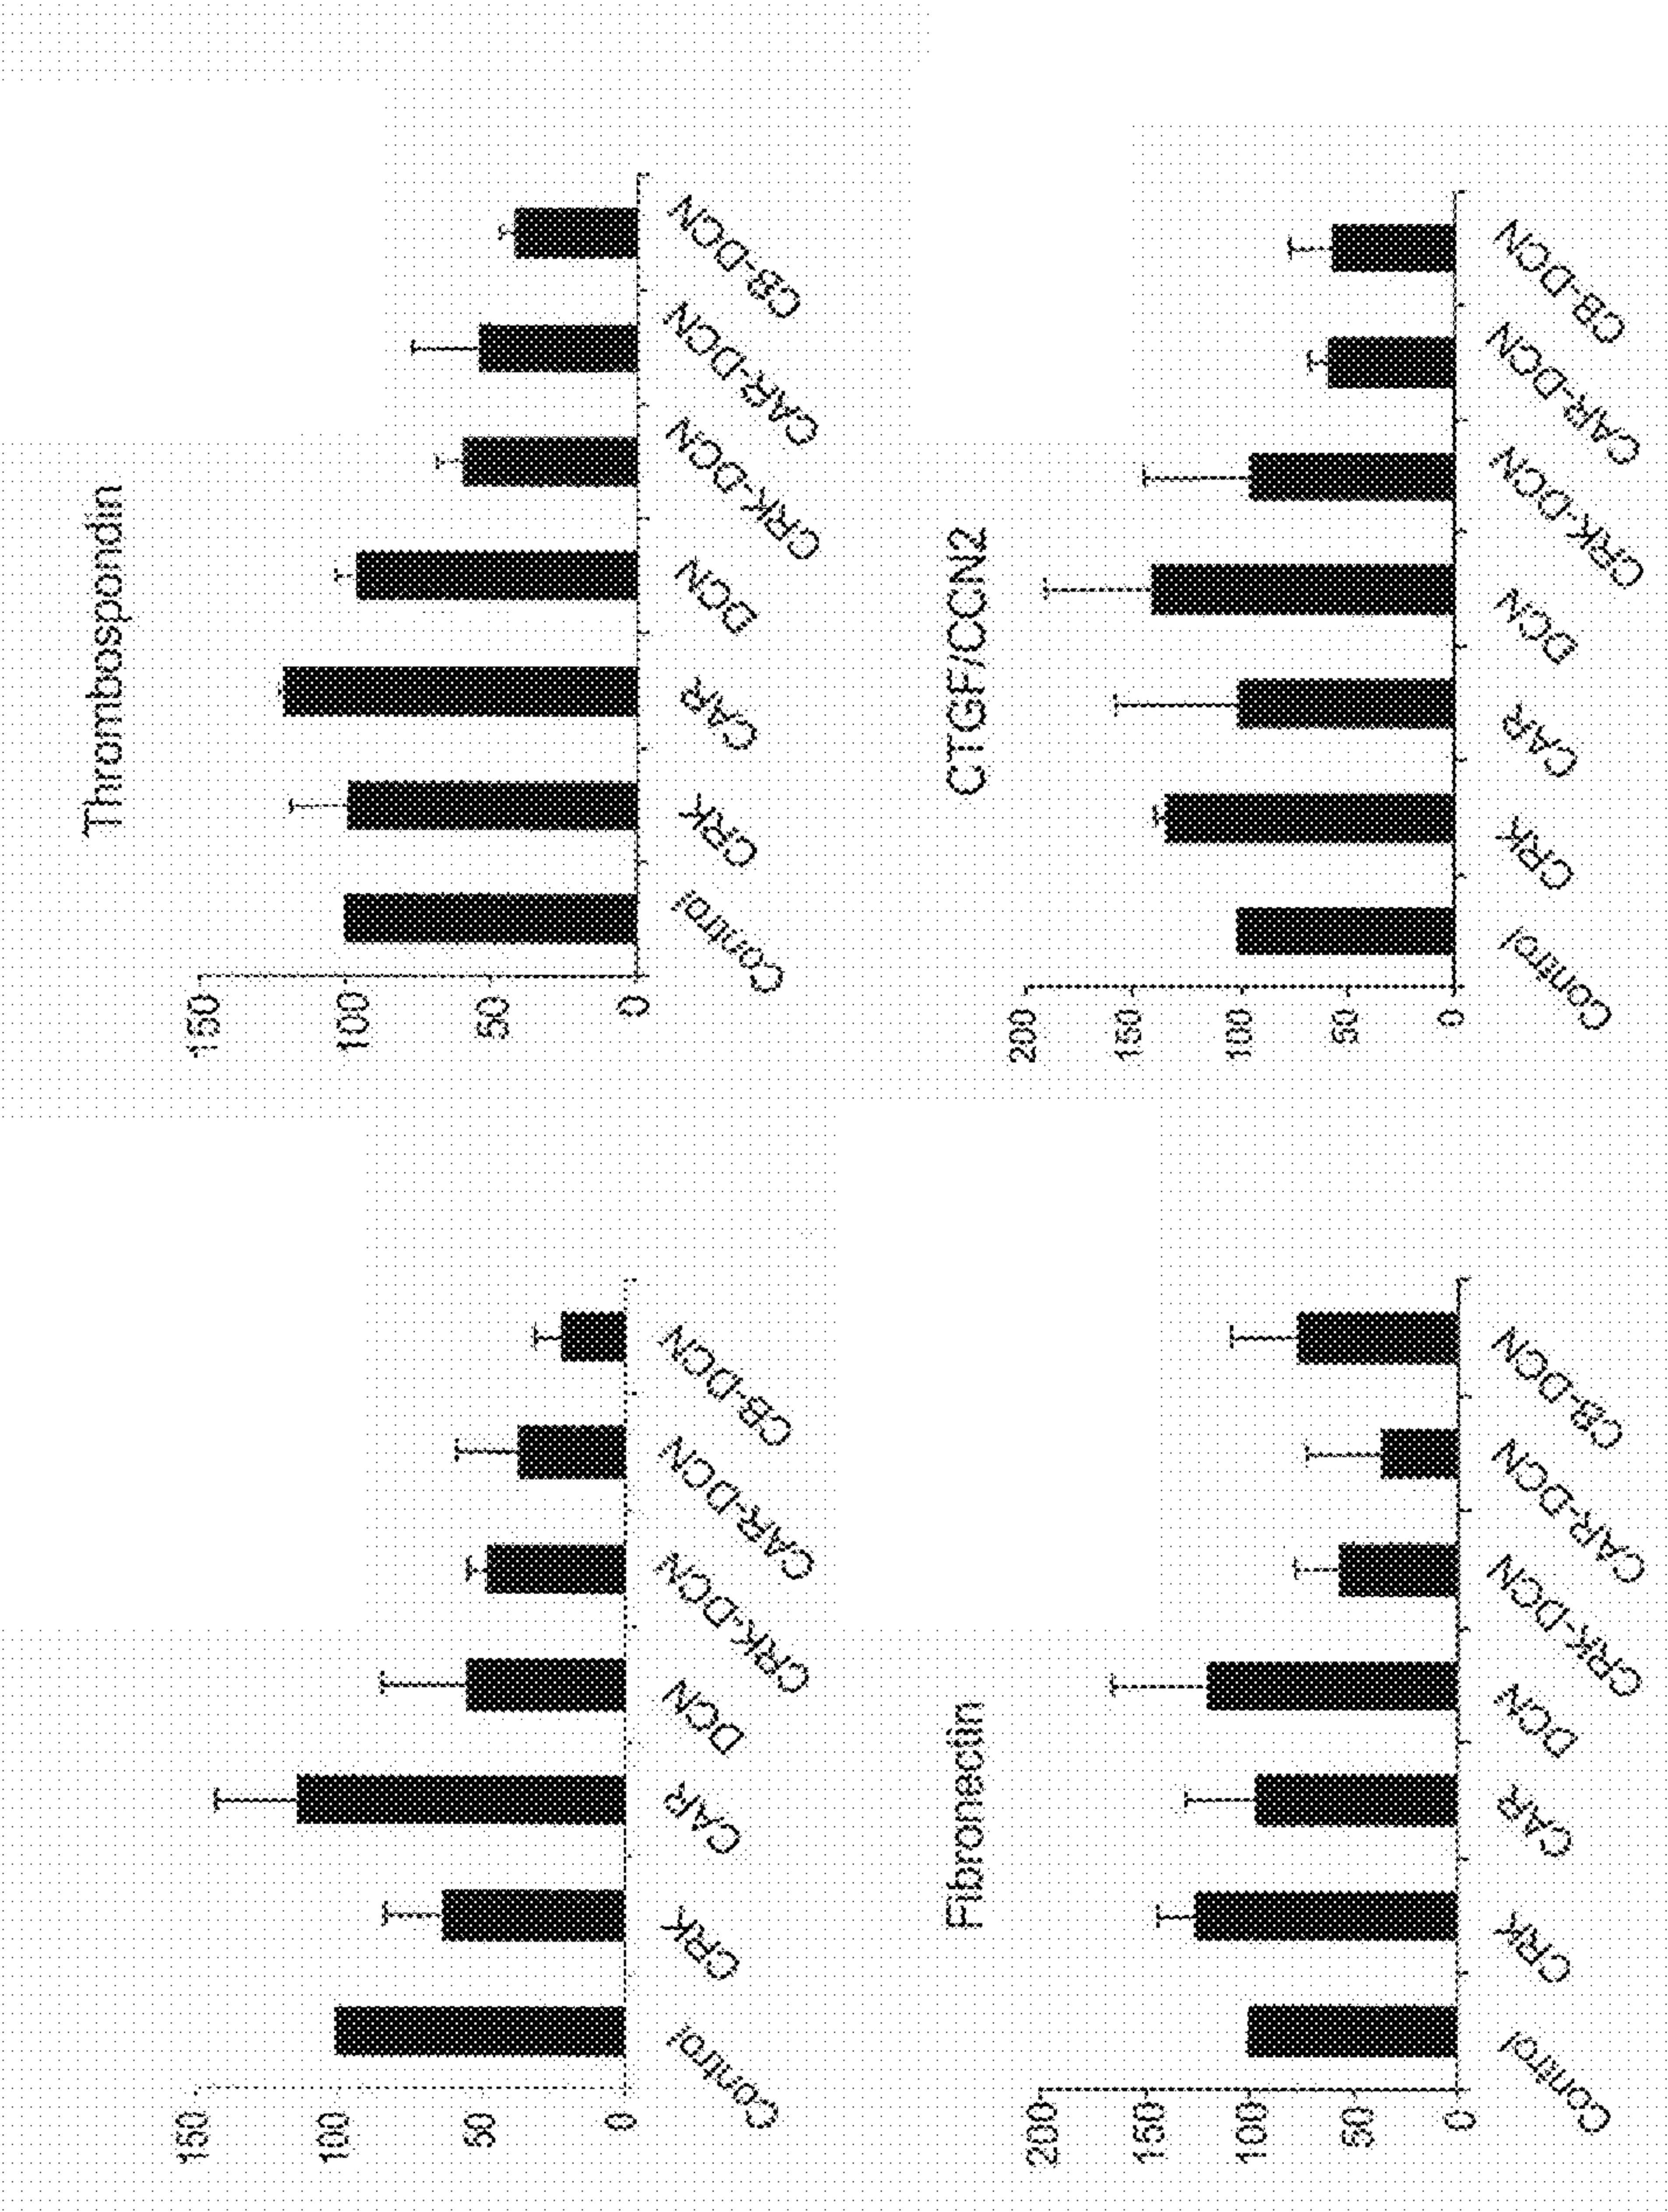 150
100
50
0
Control
CRK
CAR
DCN
CRK-DCN
CAR-DCN
CB-DCN
Thrombospondin
150
100
50
0
Control
CRK
CAR
DCN
CRK-DCN
CAR-DCN
CB-DCN
Fibronectin
200
150
100
50
0
Control
CRK
CAR
DCN
CRK-DCN
CAR-DCN
CB-DCN
CTGF/CCN2
200
150
100
50
0
Control
CRK
CAR
DCN
CRK-DCN
CAR-DCN
CB-DCN